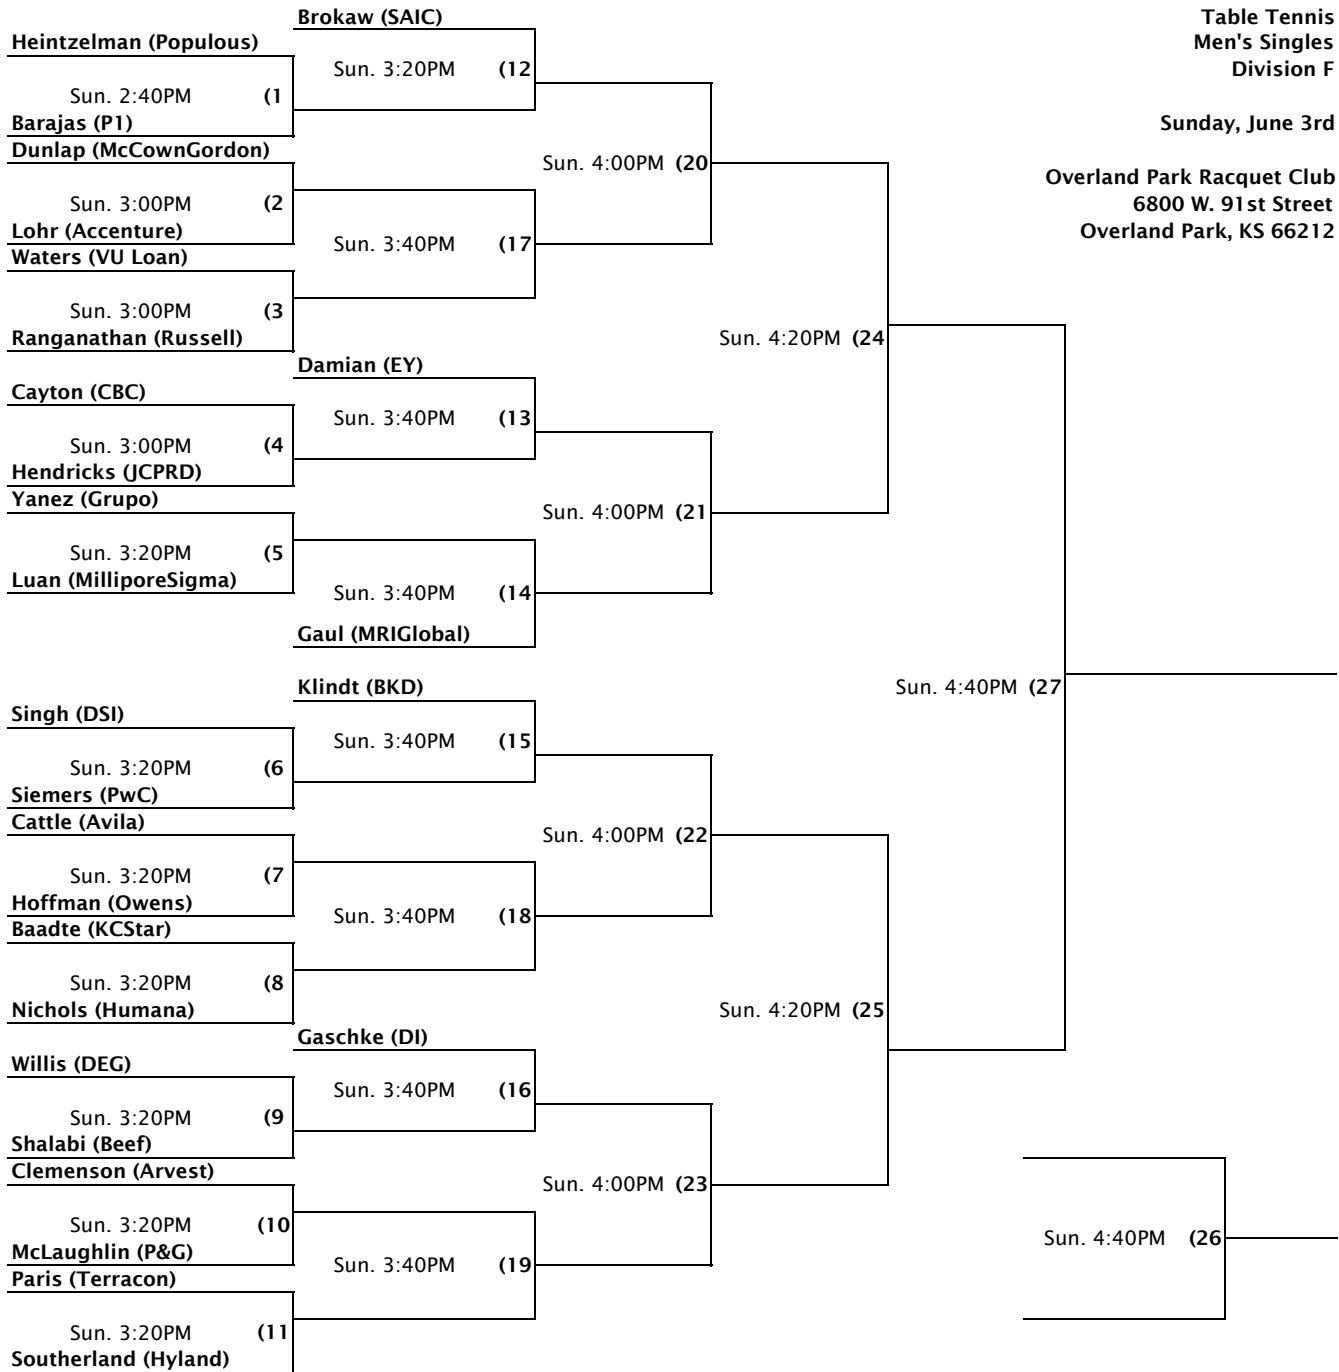 Brokaw (SAIC)
Table Tennis
Heintzelman (Populous)
Men's Singles
Sun. 3:20PM (12
Division F
Sun. 2:40PM (1
Barajas (P1)
Sunday, June 3rd
Dunlap (McCownGordon)
Sun. 4:00PM (20
Overland Park Racquet Club
Sun. 3:00PM (2
6800 W. 91st Street
Lohr (Accenture)
Overland Park, KS 66212
Sun. 3:40PM (17
Waters (VU Loan)
Sun. 3:00PM (3
Ranganathan (Russell)
Sun. 4:20PM (24
Damian (EY)
Cayton (CBC)
Sun. 3:40PM (13
Sun. 3:00PM (4
Hendricks (JCPRD)
Yanez (Grupo)
Sun. 4:00PM (21
Sun. 3:20PM (5
Luan (MilliporeSigma)
Sun. 3:40PM (14
Gaul (MRIGlobal)
Klindt (BKD)
Sun. 4:40PM (27
Singh (DSI)
Sun. 3:40PM (15
Sun. 3:20PM (6
Siemers (PwC)
Cattle (Avila)
Sun. 4:00PM (22
Sun. 3:20PM (7
Hoffman (Owens)
Sun. 3:40PM (18
Baadte (KCStar)
Sun. 3:20PM (8
Nichols (Humana)
Sun. 4:20PM (25
Gaschke (DI)
Willis (DEG)
Sun. 3:40PM (16
Sun. 3:20PM (9
Shalabi (Beef)
Clemenson (Arvest)
Sun. 4:00PM (23
Sun. 3:20PM (10
McLaughlin (P&G)
Sun. 4:40PM (26
Sun. 3:40PM (19
Paris (Terracon)
Sun. 3:20PM (11
Southerland (Hyland)